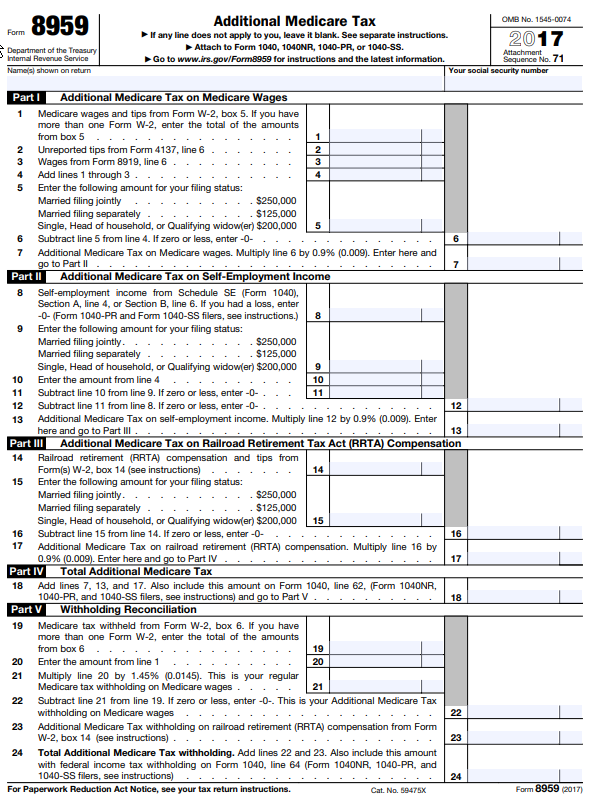 Form 8959
Department of the Treasury
Internal Revenue Service
Additional Medicare Tax
▶ If any line does not apply to you, leave it blank. See separate instructions.
▶ Attach to Form 1040, 1040NR, 1040-PR, or 1040-SS.
▶ Go to www.irs.gov/Form8959 for instructions and the latest information.
OMB No. 1545-0074
2017
Attachment
Sequence No. 71
Name(s) shown on return
Your social security number
Part I Additional Medicare Tax on Medicare Wages
1 Medicare wages and tips from Form W-2, box 5. If you have
more than one Form W-2, enter the total of the amounts
from box 5 . . . . . . . . . . . . . 1
2 Unreported tips from Form 4137, line 6 . . . . . . . 2
3 Wages from Form 8919, line 6 . . . . . . . . . . 3
4 Add lines 1 through 3 . . . . . . . . . . . . 4
5 Enter the following amount for your filing status:
Married filing jointly . . . . . . . . . $250,000
Married filing separately . . . . . . . . $125,000
Single, Head of household, or Qualifying widow(er) $200,000 5
6 Subtract line 5 from line 4. If zero or less, enter -0- . . . . . . . . . . . . 6
7 Additional Medicare Tax on Medicare wages. Multiply line 6 by 0.9% (0.009). Enter here and
go to Part II . . . . . . . . . . . . . . . . . . . . . . . 7
Part II Additional Medicare Tax on Self-Employment Income
8 Self-employment income from Schedule SE (Form 1040),
Section A, line 4, or Section B, line 6. If you had a loss, enter
-0- (Form 1040-PR and Form 1040-SS filers, see instructions.) 8
9 Enter the following amount for your filing status:
Married filing jointly. . . . . . . . . $250,000
Married filing separately . . . . . . . . $125,000
Single, Head of household, or Qualifying widow(er) $200,000 9
10 Enter the amount from line 4 . . . . . . . . . . 10
11 Subtract line 10 from line 9. If zero or less, enter -0- . . . 11
12 Subtract line 11 from line 8. If zero or less, enter -0- . . . . . . . . . . . . 12
13 Additional Medicare Tax on self-employment income. Multiply line 12 by 0.9% (0.009). Enter
here and go to Part III . . . . . . . . . . . . . . . . . . . . 13
Part III Additional Medicare Tax on Railroad Retirement Tax Act (RRTA) Compensation
14 Railroad retirement (RRTA) compensation and tips from
Form(s) W-2, box 14 (see instructions) . . . . . . . 14
15 Enter the following amount for your filing status:
Married filing jointly. . . . . . . . . $250,000
Married filing separately . . . . . . . . $125,000
Single, Head of household, or Qualifying widow(er) $200,000 15
16 Subtract line 15 from line 14. If zero or less, enter -0- . . . . . . . . . . . 16
17 Additional Medicare Tax on railroad retirement (RRTA) compensation. Multiply line 16 by
0.9% (0.009). Enter here and go to Part IV . . . . . . . . . . . . . . 17
Part IV Total Additional Medicare Tax
18 Add lines 7, 13, and 17. Also include this amount on Form 1040, line 62, (Form 1040NR,
1040-PR, and 1040-SS filers, see instructions) and go to Part V . . . . . . . . . 18
Part V Withholding Reconciliation
19 Medicare tax withheld from Form W-2, box 6. If you have
more than one Form W-2, enter the total of the amounts
from box 6 . . . . . . . . . . . . . 19
20 Enter the amount from line 1 . . . . . . . . . . 20
21 Multiply line 20 by 1.45% (0.0145). This is your regular
Medicare tax withholding on Medicare wages . . . . . 21
22 Subtract line 21 from line 19. If zero or less, enter -0-. This is your Additional Medicare Tax
withholding on Medicare wages . . . . . . . . . . . . . . . . . 22
23 Additional Medicare Tax withholding on railroad retirement (RRTA) compensation from Form
W-2, box 14 (see instructions) . . . . . . . . . . . . . . . . . 23
24 Total Additional Medicare Tax withholding. Add lines 22 and 23. Also include this amount
with federal income tax withholding on Form 1040, line 64 (Form 1040NR, 1040-PR, and
1040-SS filers, see instructions) . . . . . . . . . . . . . . . . . 24
For Paperwork Reduction Act Notice, see your tax return instructions. Cat. No. 59475X Form 8959 (2017)